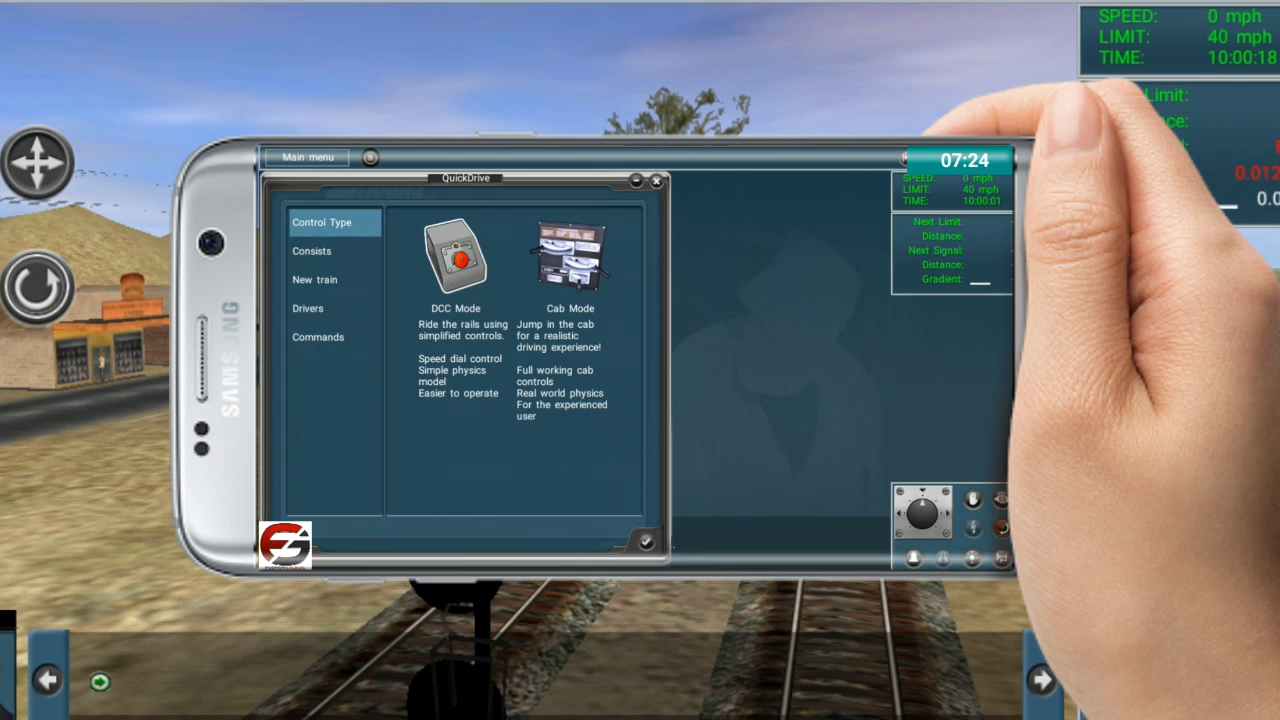 SPEED: 0 mph
LIMIT: 40 mph
TIME: 10:00:18
Limit:
0.012
Main menu
07:24
QuickDrive
SPEED: 0 mph
LIMIT: 40 mph
TIME: 10:00:01
Next Limit:
Distance:
Next Signal:
Distance:
Gradient:
Control Type
Consists
New train
Drivers
Commands
DCC Mode
Ride the rails using
simplified controls.
Speed dial control
Simple physics
model
Easier to operate
Cab Mode
Jump in the cab
for a realistic
driving experience!
Full working cab
controls
Real world physics
For the experienced
user
SAMSUNG